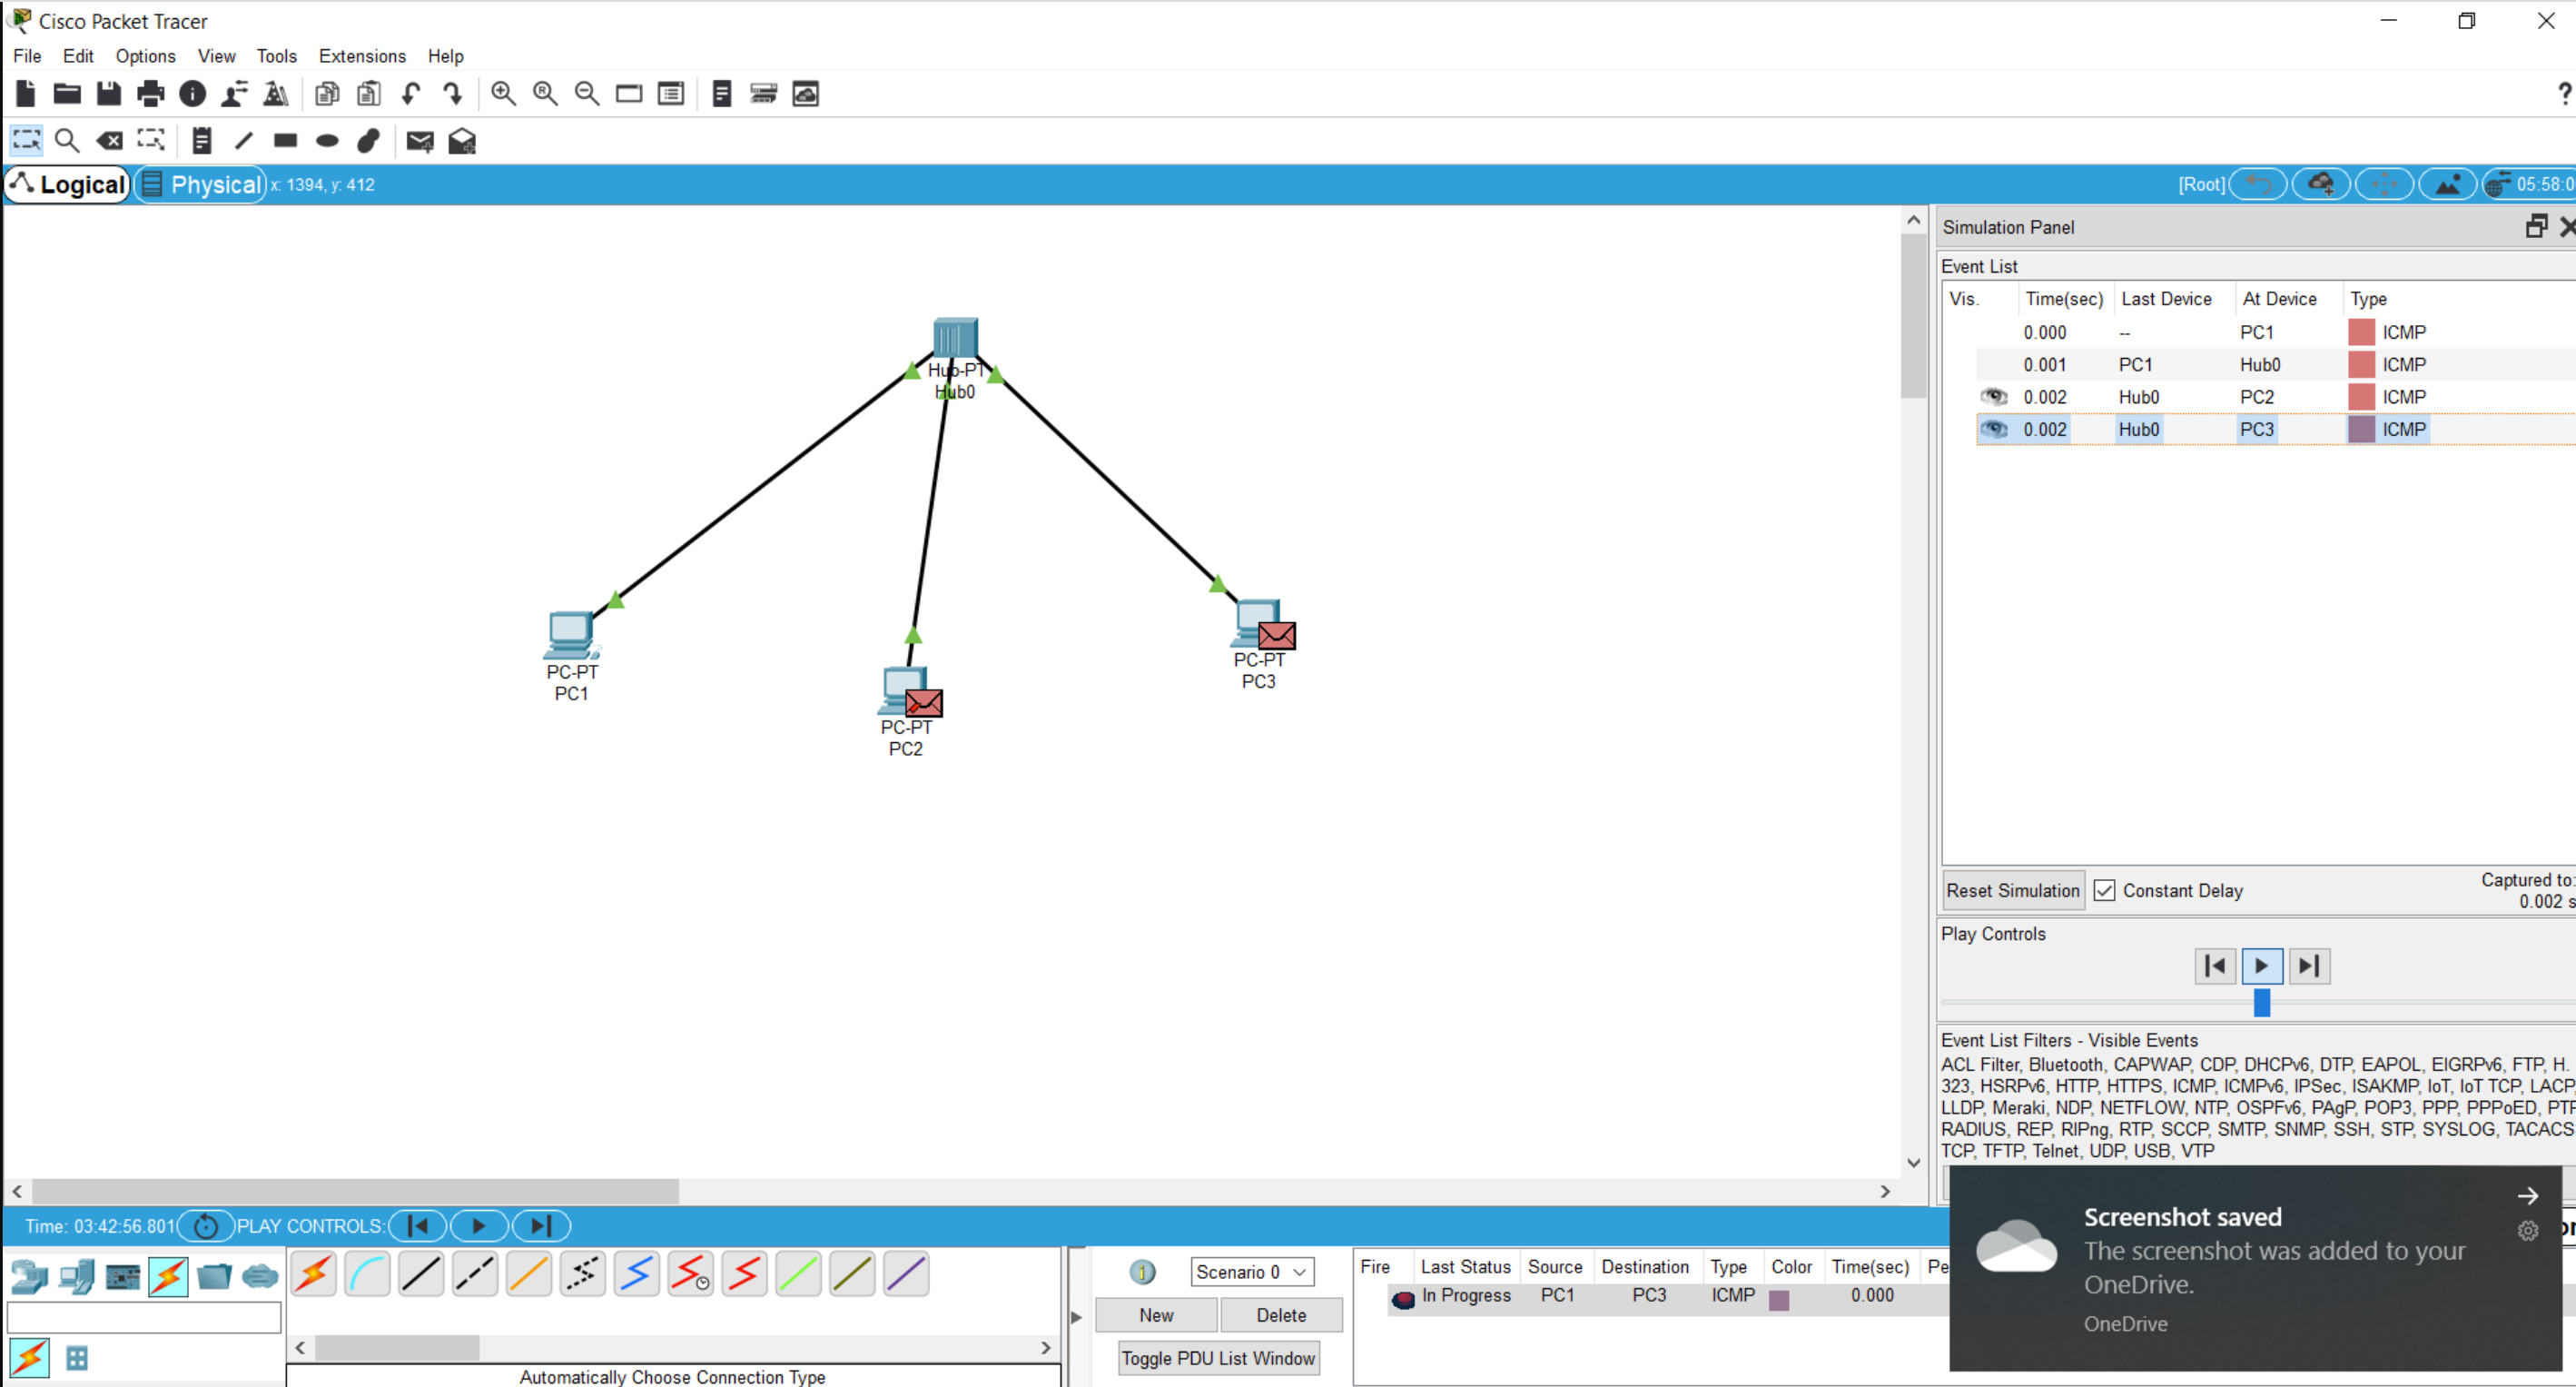 Cisco Packet Tracer
File Edit Options View Tools Extensions Help
?
Logical Physical x: 1394, y: 412 [Root] 05:58:0
Simulation Panel
Event List
Vis. Time(sec) Last Device At Device Type
0.000 -- PC1 ICMP
0.001 PC1 Hub0 ICMP
0.002 Hub0 PC2 ICMP
0.002 Hub0 PC3 ICMP
Hub-PT
Hub0
PC-PT
PC1
PC-PT
PC2
PC-PT
PC3
Reset Simulation Constant Delay Captured to:
0.002 s
Play Controls
Event List Filters - Visible Events
ACL Filter, Bluetooth, CAPWAP, CDP, DHCPv6, DTP, EAPOL, EIGRPv6, FTP, H.
323, HSRPv6, HTTP, HTTPS, ICMP, ICMPv6, IPSec, ISAKMP, IoT, IoT TCP, LACP,
LLDP, Meraki, NDP, NETFLOW, NTP, OSPFv6, PAgP, POP3, PPP, PPPoED, PTP
RADIUS, REP, RIPng, RTP, SCCP, SMTP, SNMP, SSH, STP, SYSLOG, TACACS
TCP, TFTP, Telnet, UDP, USB, VTP
Time: 03:42:56.801 PLAY CONTROLS:
Scenario 0
New Delete
Toggle PDU List Window
Fire Last Status Source Destination Type Color Time(sec) Pe
In Progress PC1 PC3 ICMP 0.000
Automatically Choose Connection Type
Screenshot saved
The screenshot was added to your
OneDrive.
OneDrive